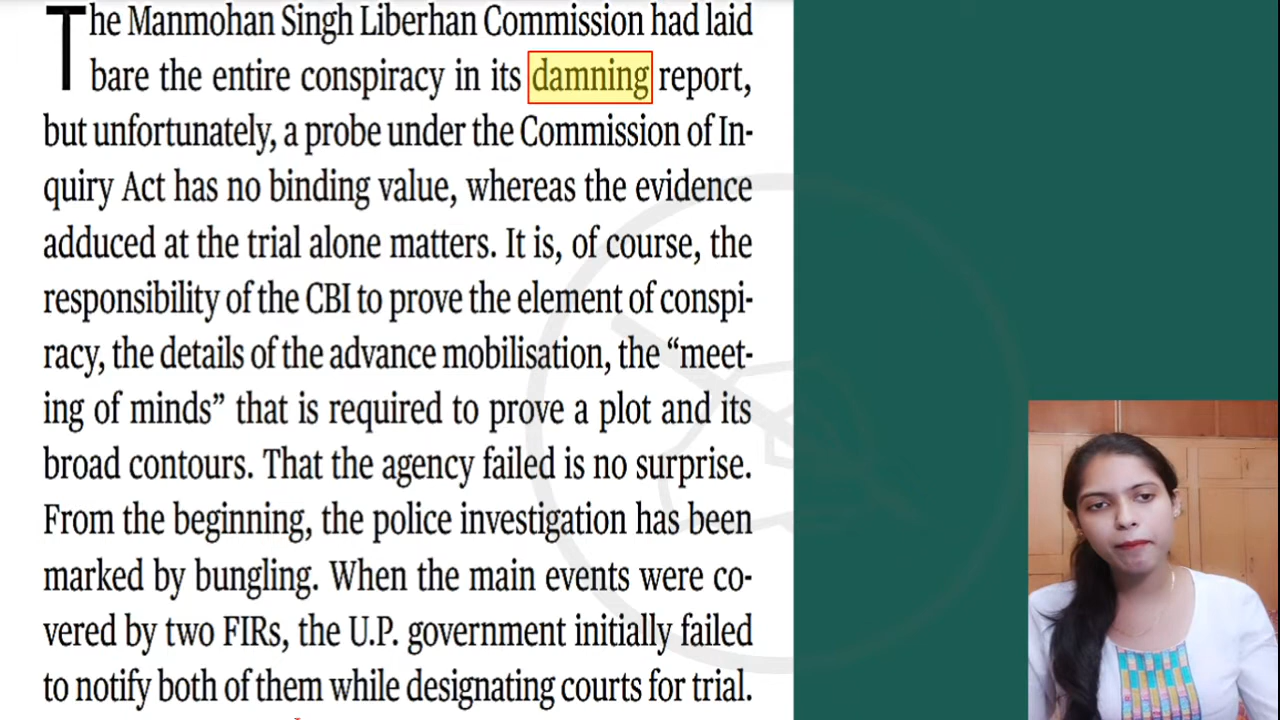 The Manmohan Singh Liberhan Commission had laid
bare the entire conspiracy in its damning report,
but unfortunately, a probe under the Commission of In-
quiry Act has no binding value, whereas the evidence
adduced at the trial alone matters. It is, of course, the
responsibility of the CBI to prove the element of conspi-
racy, the details of the advance mobilisation, the “meet-
ing of minds” that is required to prove a plot and its
broad contours. That the agency failed is no surprise.
From the beginning, the police investigation has been
marked by bungling. When the main events were co-
vered by two FIRs, the U.P. government initially failed
to notify both of them while designating courts for trial.